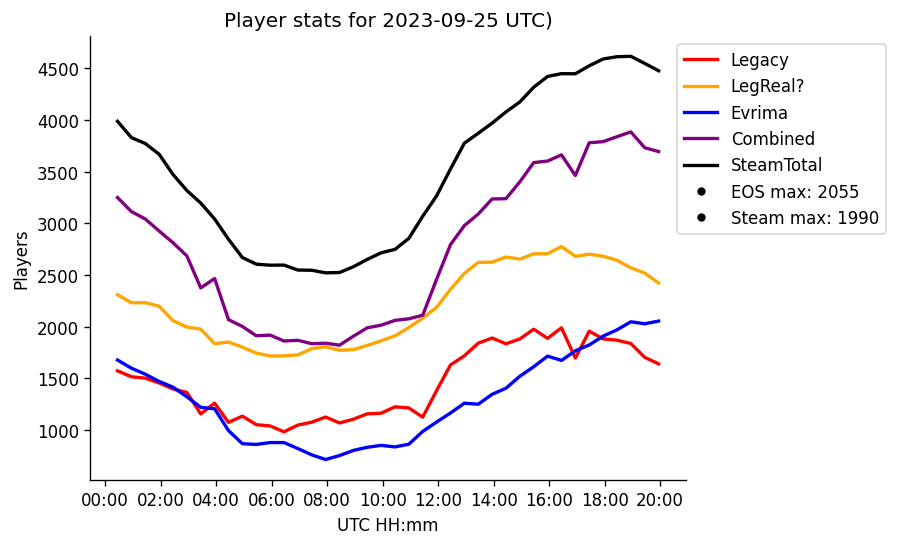 Player stats for 2023-09-25 UTC)
4500
4000
3500
3000
2500
2000
1500
1000
Players
00:00 02:00 04:00 06:00 08:00 10:00 12:00 14:00 16:00 18:00 20:00
UTC HH:mm
Legacy
LegReal?
Evrima
Combined
SteamTotal
EOS max: 2055
Steam max: 1990